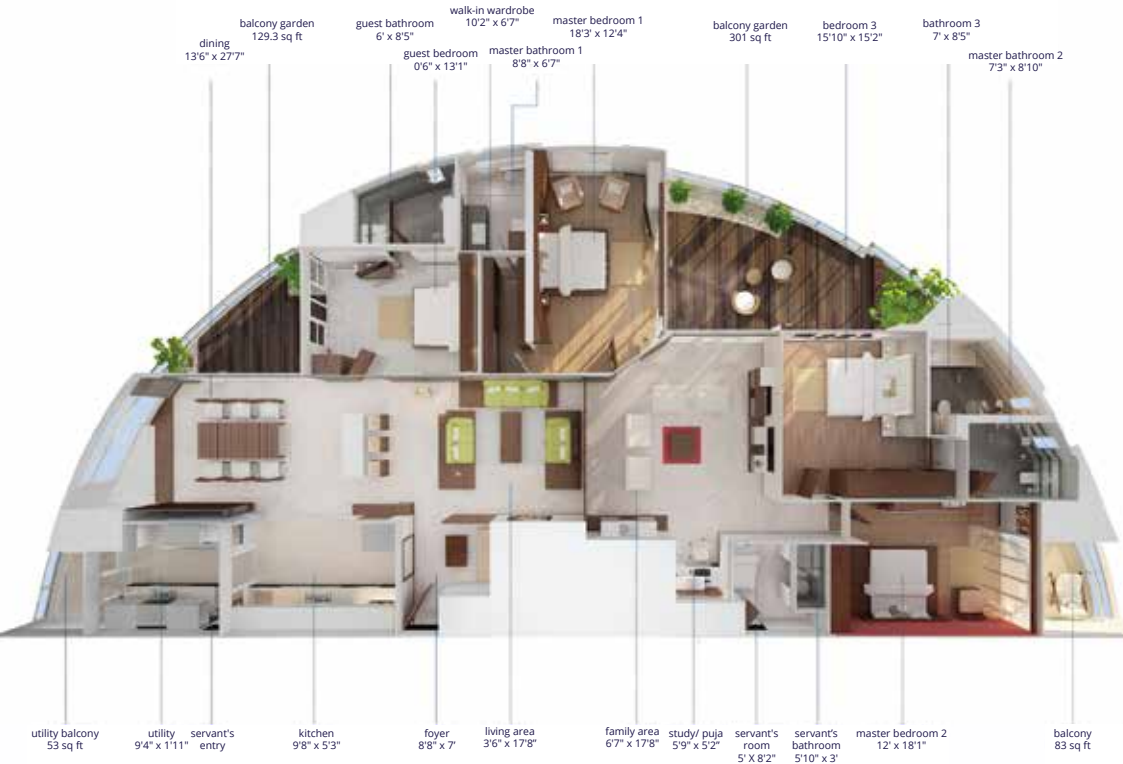 walk-in wardrobe
10'2" x 6'7"
balcony garden
129.3 sq ft
guest bathroom
6' x 8'5"
master bedroom 1
18'3' x 12'4"
balcony garden
301 sq ft
bedroom 3
15'10" x 15'2"
bathroom 3
7' x 8'5"
dining
13'6" x 27'7"
guest bedroom
0'6" x 13'1"
master bathroom 1
8'8" x 6'7"
master bathroom 2
7'3" x 8'10"
utility balcony
53 sq ft
utility
9'4" x 1'11"
servant's
entry
kitchen
9'8" x 5'3"
foyer
8'8" x 7'
living area
3'6" x 17'8"
family area
6'7" x 17'8"
study/ puja
5'9" x 5'2"
servant's
room
5' X 8'2"
servant's
bathroom
5'10" x 3'
master bedroom 2
12' x 18'1"
balcony
83 sq ft